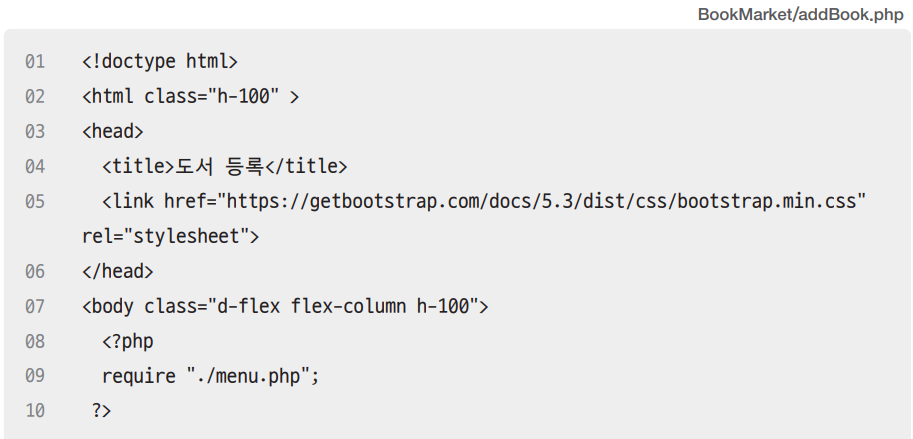 BookMarket/addBook.php
01 <!doctype html>
02 <html class="h-100" >
03 <head>
04 <title>도서 등록</title>
05 <link href="https://getbootstrap.com/docs/5.3/dist/css/bootstrap.min.css"
rel="stylesheet">
06 </head>
07 <body class="d-flex flex-column h-100">
08 <?php
09 require "./menu.php";
10 ?>